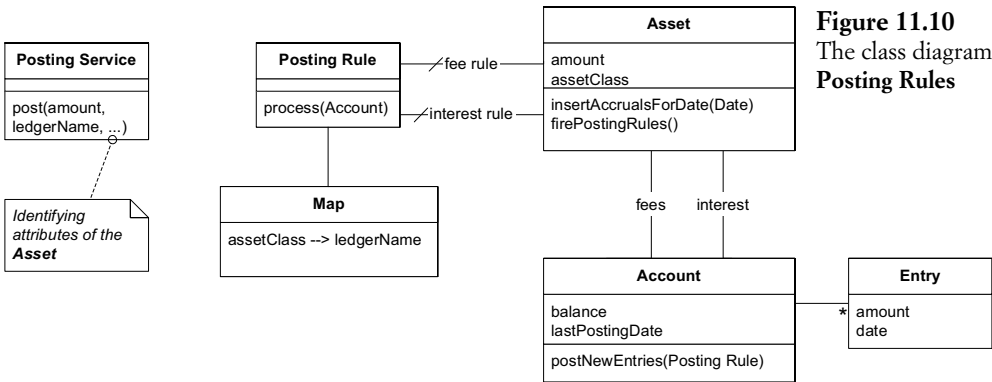 Figure 11.10
The class diagram
Posting Rules
Posting Service
post(amount,
ledgerName, ...)
Identifying
attributes of the
Asset
Posting Rule
process(Account)
fee rule
interest rule
Map
assetClass --> ledgerName
Asset
amount
assetClass
insertAccrualsForDate(Date)
firePostingRules()
fees
interest
Account
balance
lastPostingDate
postNewEntries(Posting Rule)
*
Entry
amount
date